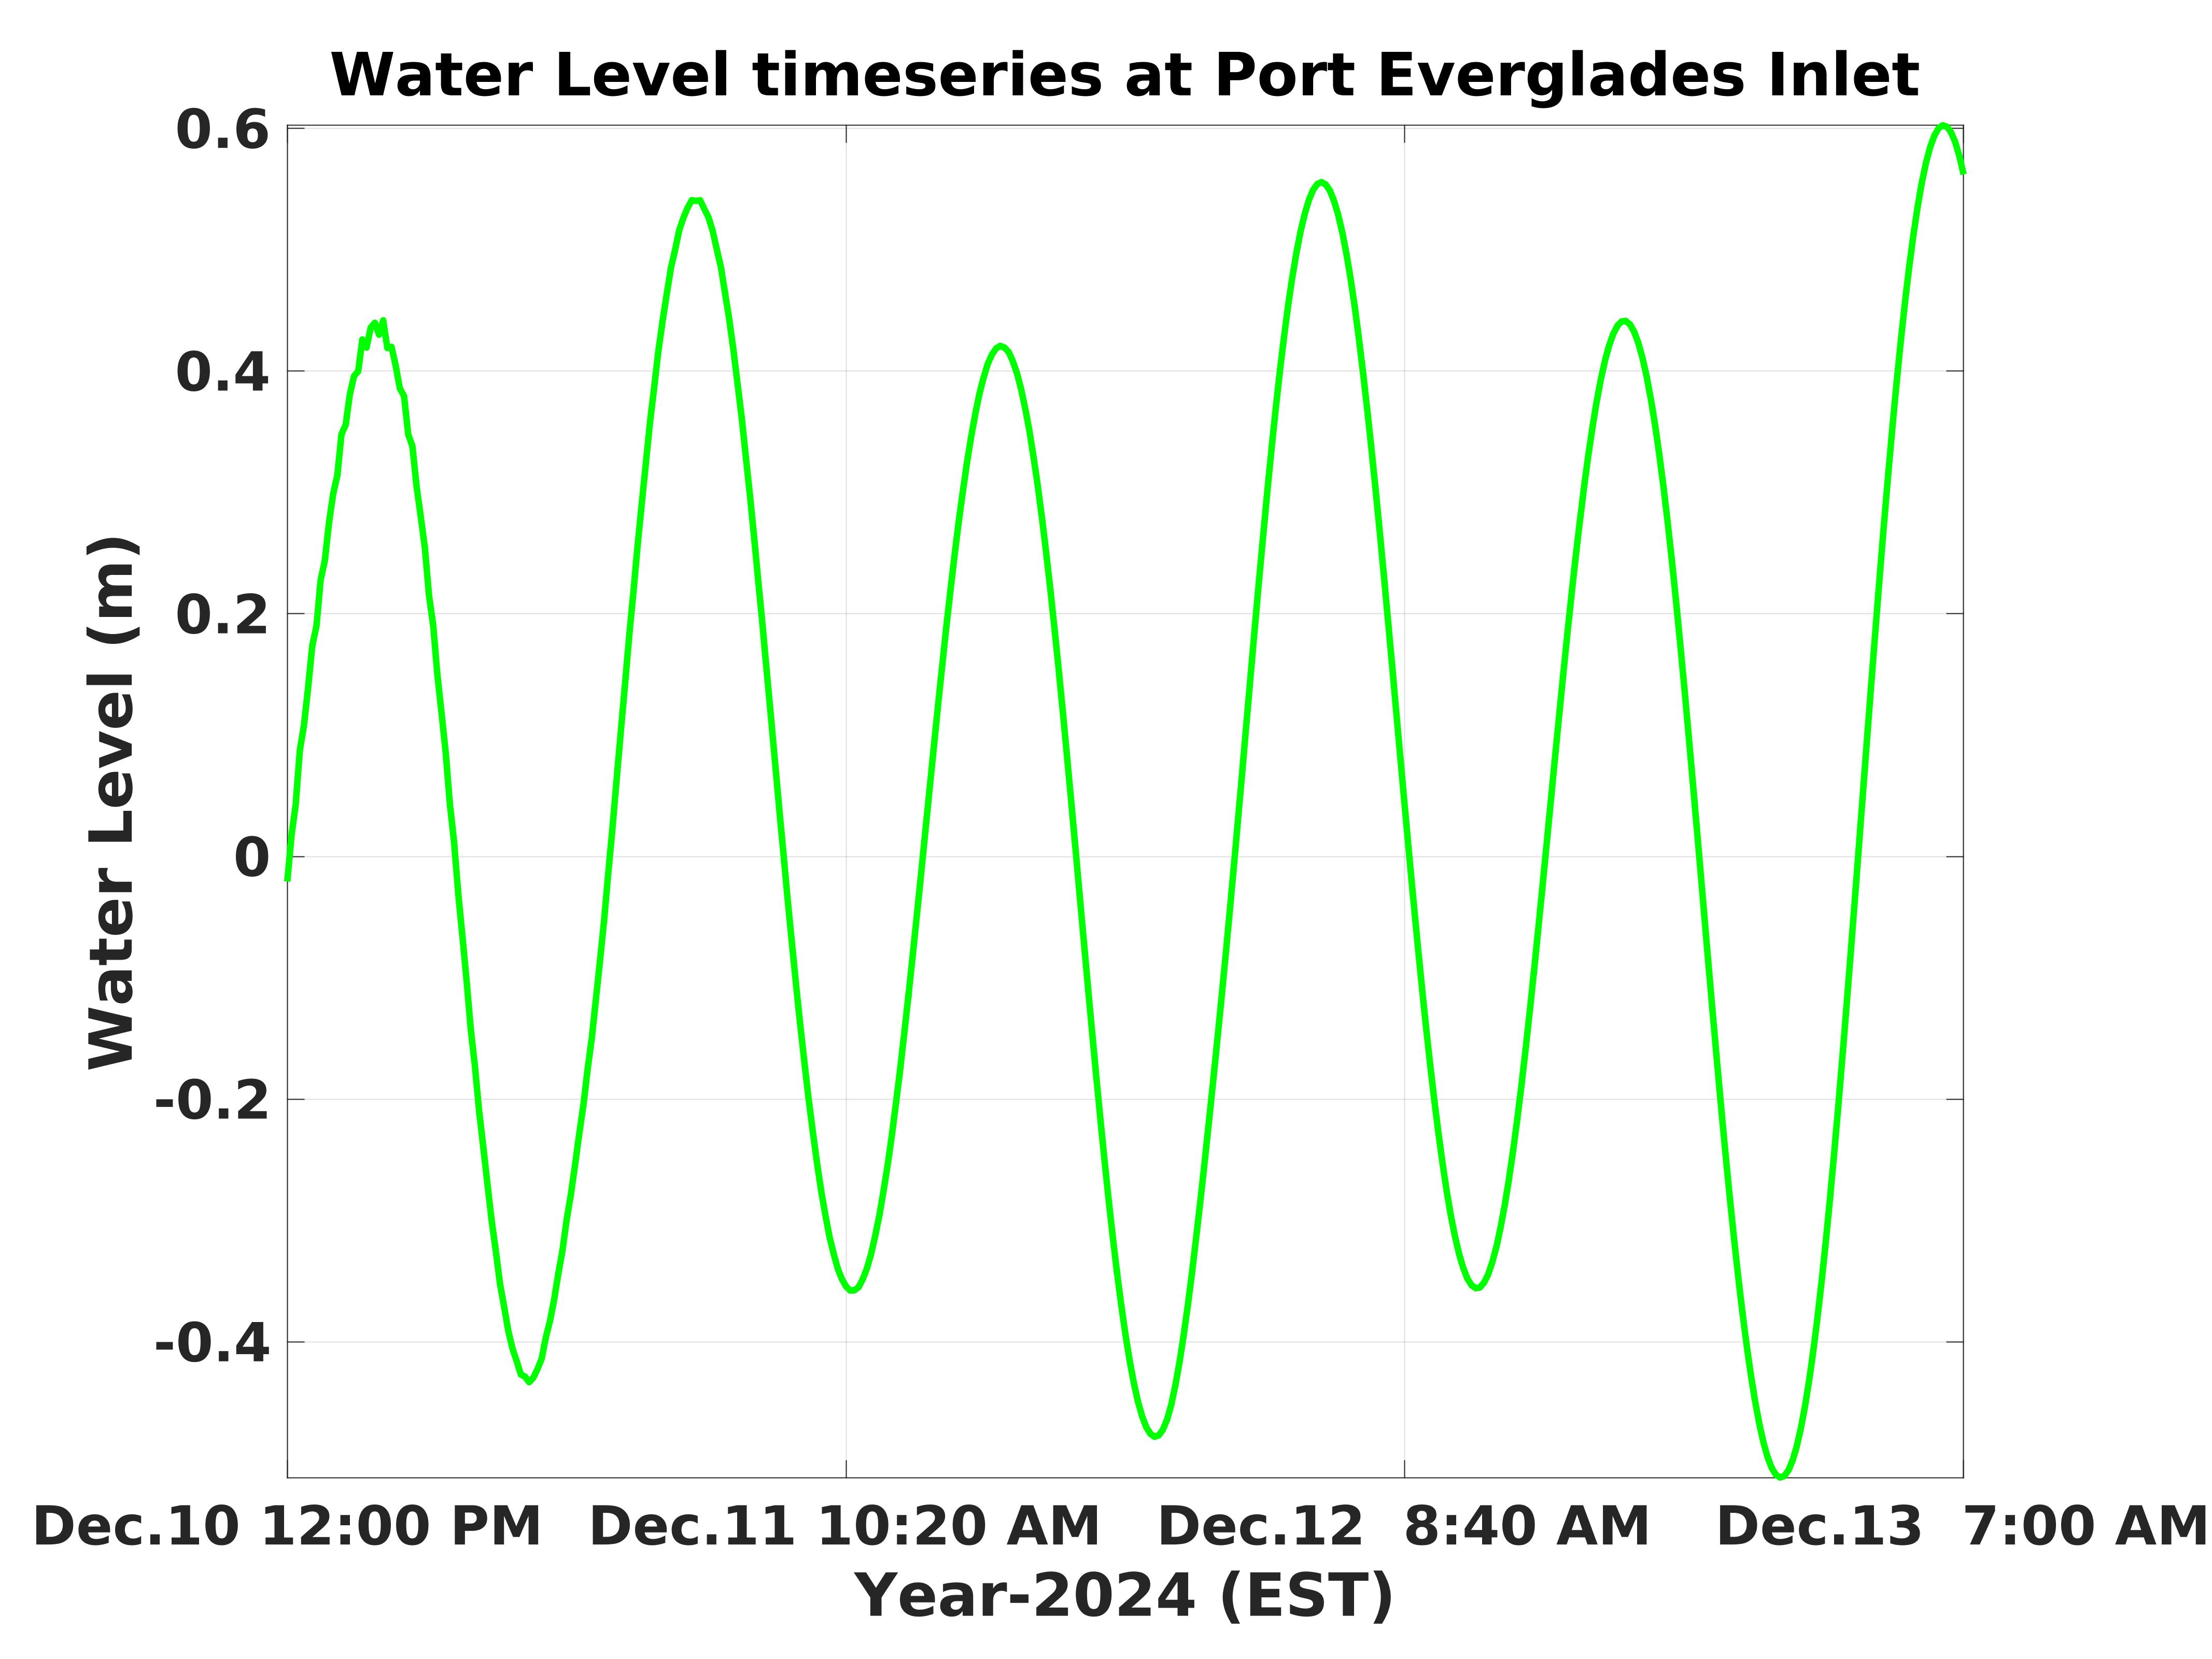 Water Level timeseries at Port Everglades Inlet
0.6
0.4
0.2
0
-0.2
-0.4
Water Level (m)
Dec.10 12:00 PM Dec.11 10:20 AM Dec.12 8:40 AM Dec.13 7:00 AM
Year-2024 (EST)